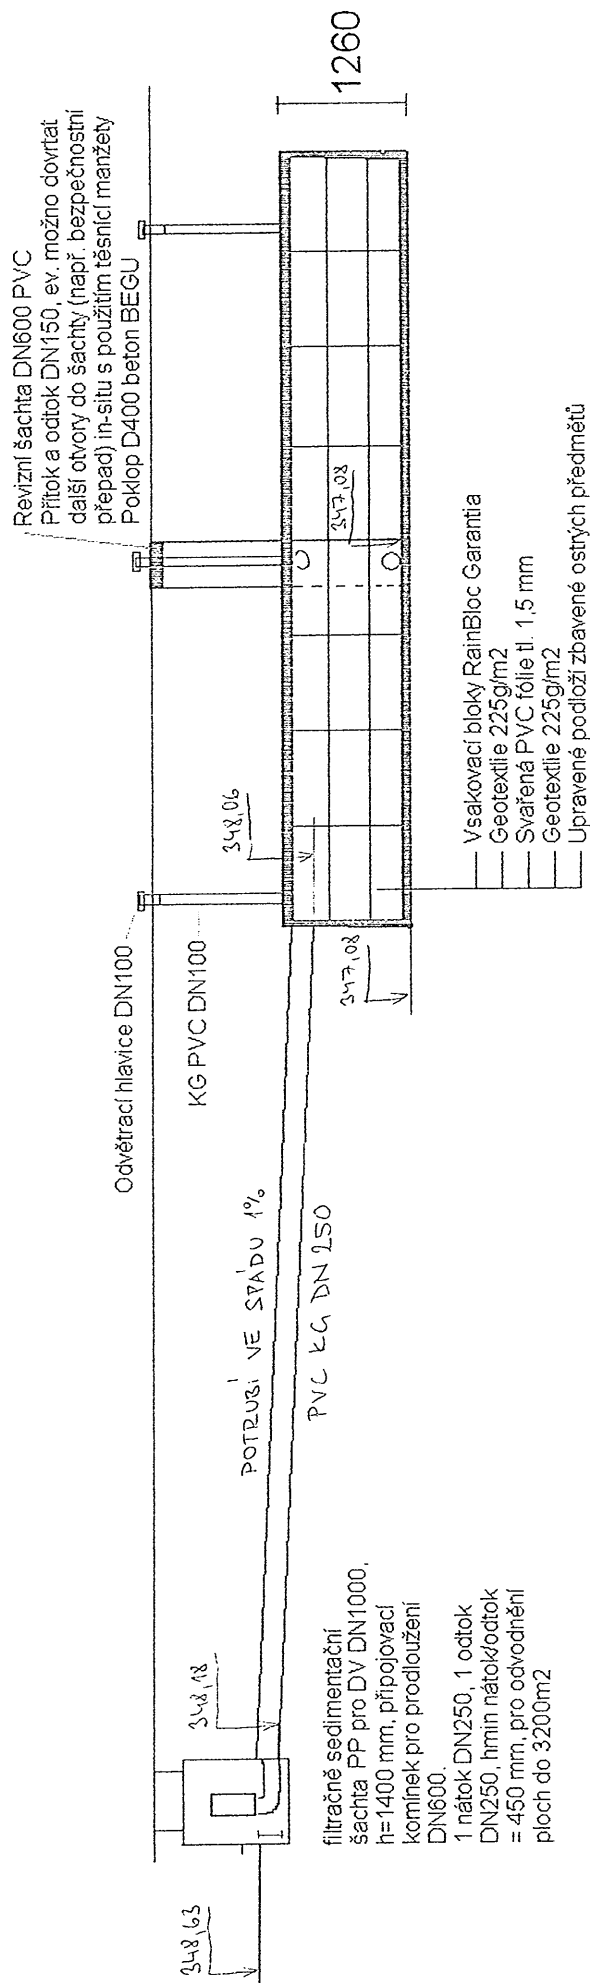 Revizní šachta DN600 PVC
Přítok a odtok DN150, ev. možno dovrtat
další otvory do šachty (např. bezpečnostní
přepad) in-situ s použitím těsnící manžety
Poklop D400 beton BEGU
1260
Odvětrací hlavice DN100
KG PVC DN100
348,06
347,08
347,08
POTRUBÍ VE SPÁDU 1%
PVC KG DN 250
348,18
348,63
filtračně sedimentační
šachta PP pro DV DN1000,
h=1400 mm, připojovací
komínek pro prodloužení
DN600.
1 nátok DN250, 1 odtok
DN250, hmin nátok/odtok
= 450 mm, pro odvodnění
ploch do 3200m2
Vsakovací bloky RainBloc Garantia
Geotextlie 225g/m2
Svařená PVC fólie tl. 1,5 mm
Geotextlie 225g/m2
Upravené podloží zbavené ostrých předmětů